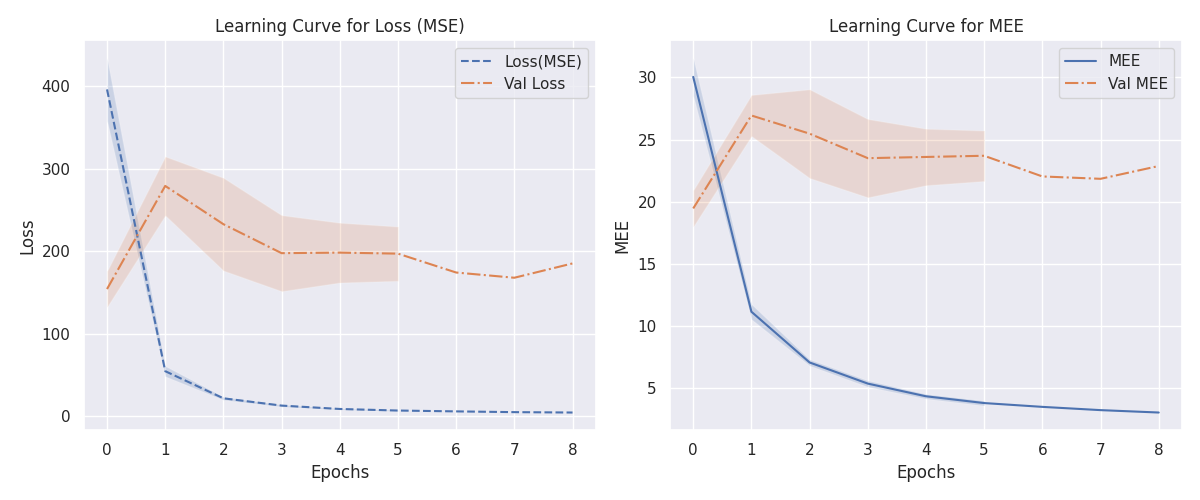 Learning Curve for Loss (MSE)
Loss(MSE)
Val Loss
400
300
200
100
0
Loss
0 1 2 3 4 5 6 7 8
Epochs
Learning Curve for MEE
MEE
Val MEE
30
25
20
15
10
5
MEE
0 1 2 3 4 5 6 7 8
Epochs